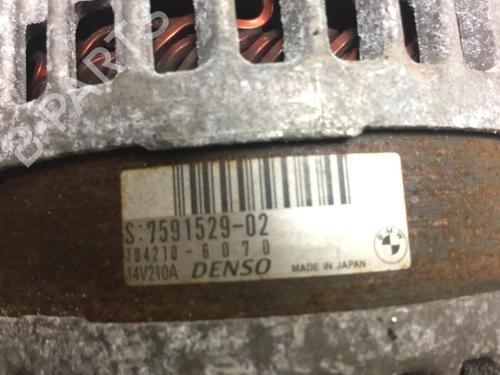 B-PARTS
S:7591529-02
104210-6070
14V210A DENSO MADE IN JAPAN
BMW